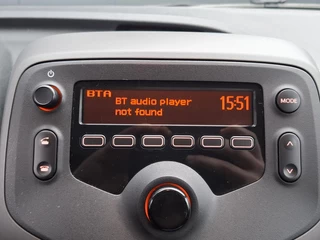 BTA
BT audio player
not found
15:51
MODE